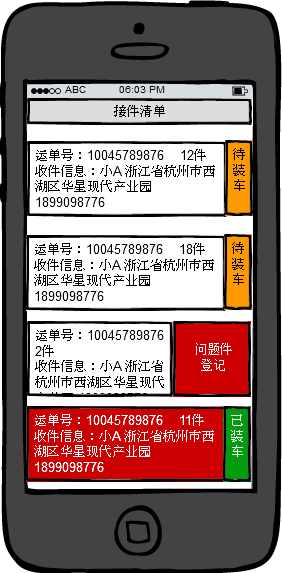 ABC 06:03 PM
接件清单
运单号：10045789876 12件
收件信息：小A 浙江省杭州市西
湖区华星现代产业园
1899098776
待
装
车
运单号：10045789876 18件
收件信息：小A 浙江省杭州市西
湖区华星现代产业园
1899098776
待
装
车
运单号：10045789876
2件
收件信息：小A 浙江省
杭州市西湖区华星现代
问题件
登记
运单号：10045789876 11件
收件信息：小A 浙江省杭州市西
湖区华星现代产业园
1899098776
已
装
车